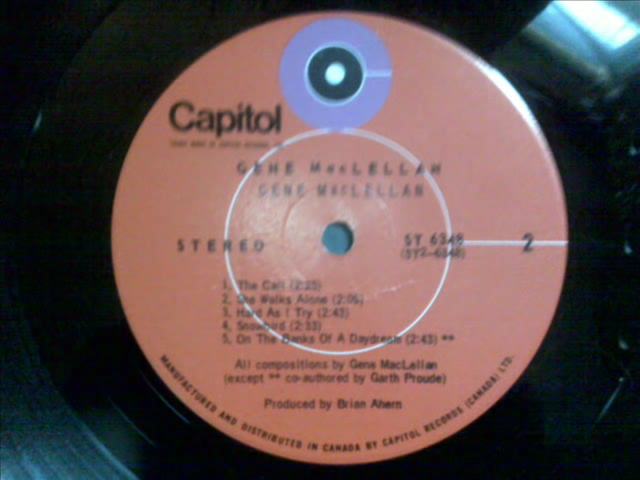 Capitol
GENE MacLELLAN
GENE MacLELLAN
STEREO
ST 6348
(ST2-6348)
2
1. The Call (2:25)
2. She Walks Alone (2:06)
3. Hard As I Try (2:43)
4. Snowbird (2:33)
5. On The Banks Of A Daydream (2:43) **
All compositions by Gene MacLellan
(except ** co-authored by Garth Proude)
Produced by Brian Ahern
MANUFACTURED AND DISTRIBUTED IN CANADA BY CAPITOL RECORDS (CANADA) LTD.